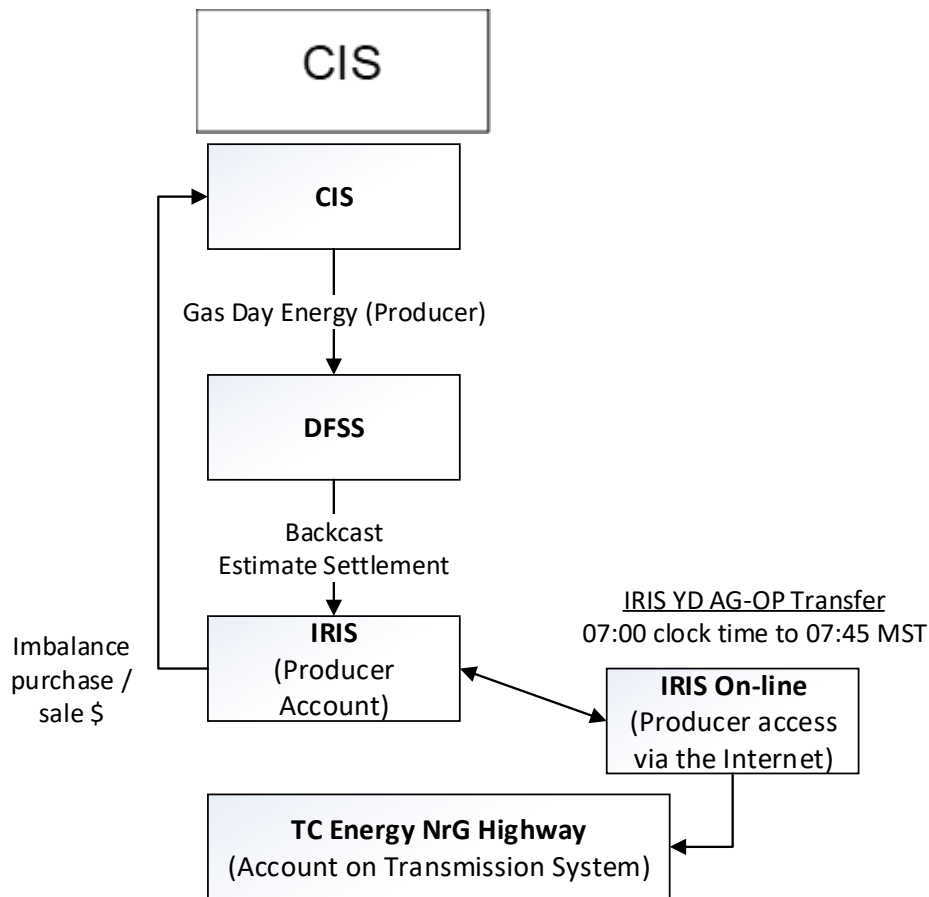 CIS
CIS
Gas Day Energy (Producer)
DFSS
Backcast
Estimate Settlement
IRIS
(Producer
Account)
Imbalance
purchase /
sale $
IRIS YD AG-OP Transfer
07:00 clock time to 07:45 MST
IRIS On-line
(Producer access
via the Internet)
TC Energy NrG Highway
(Account on Transmission System)